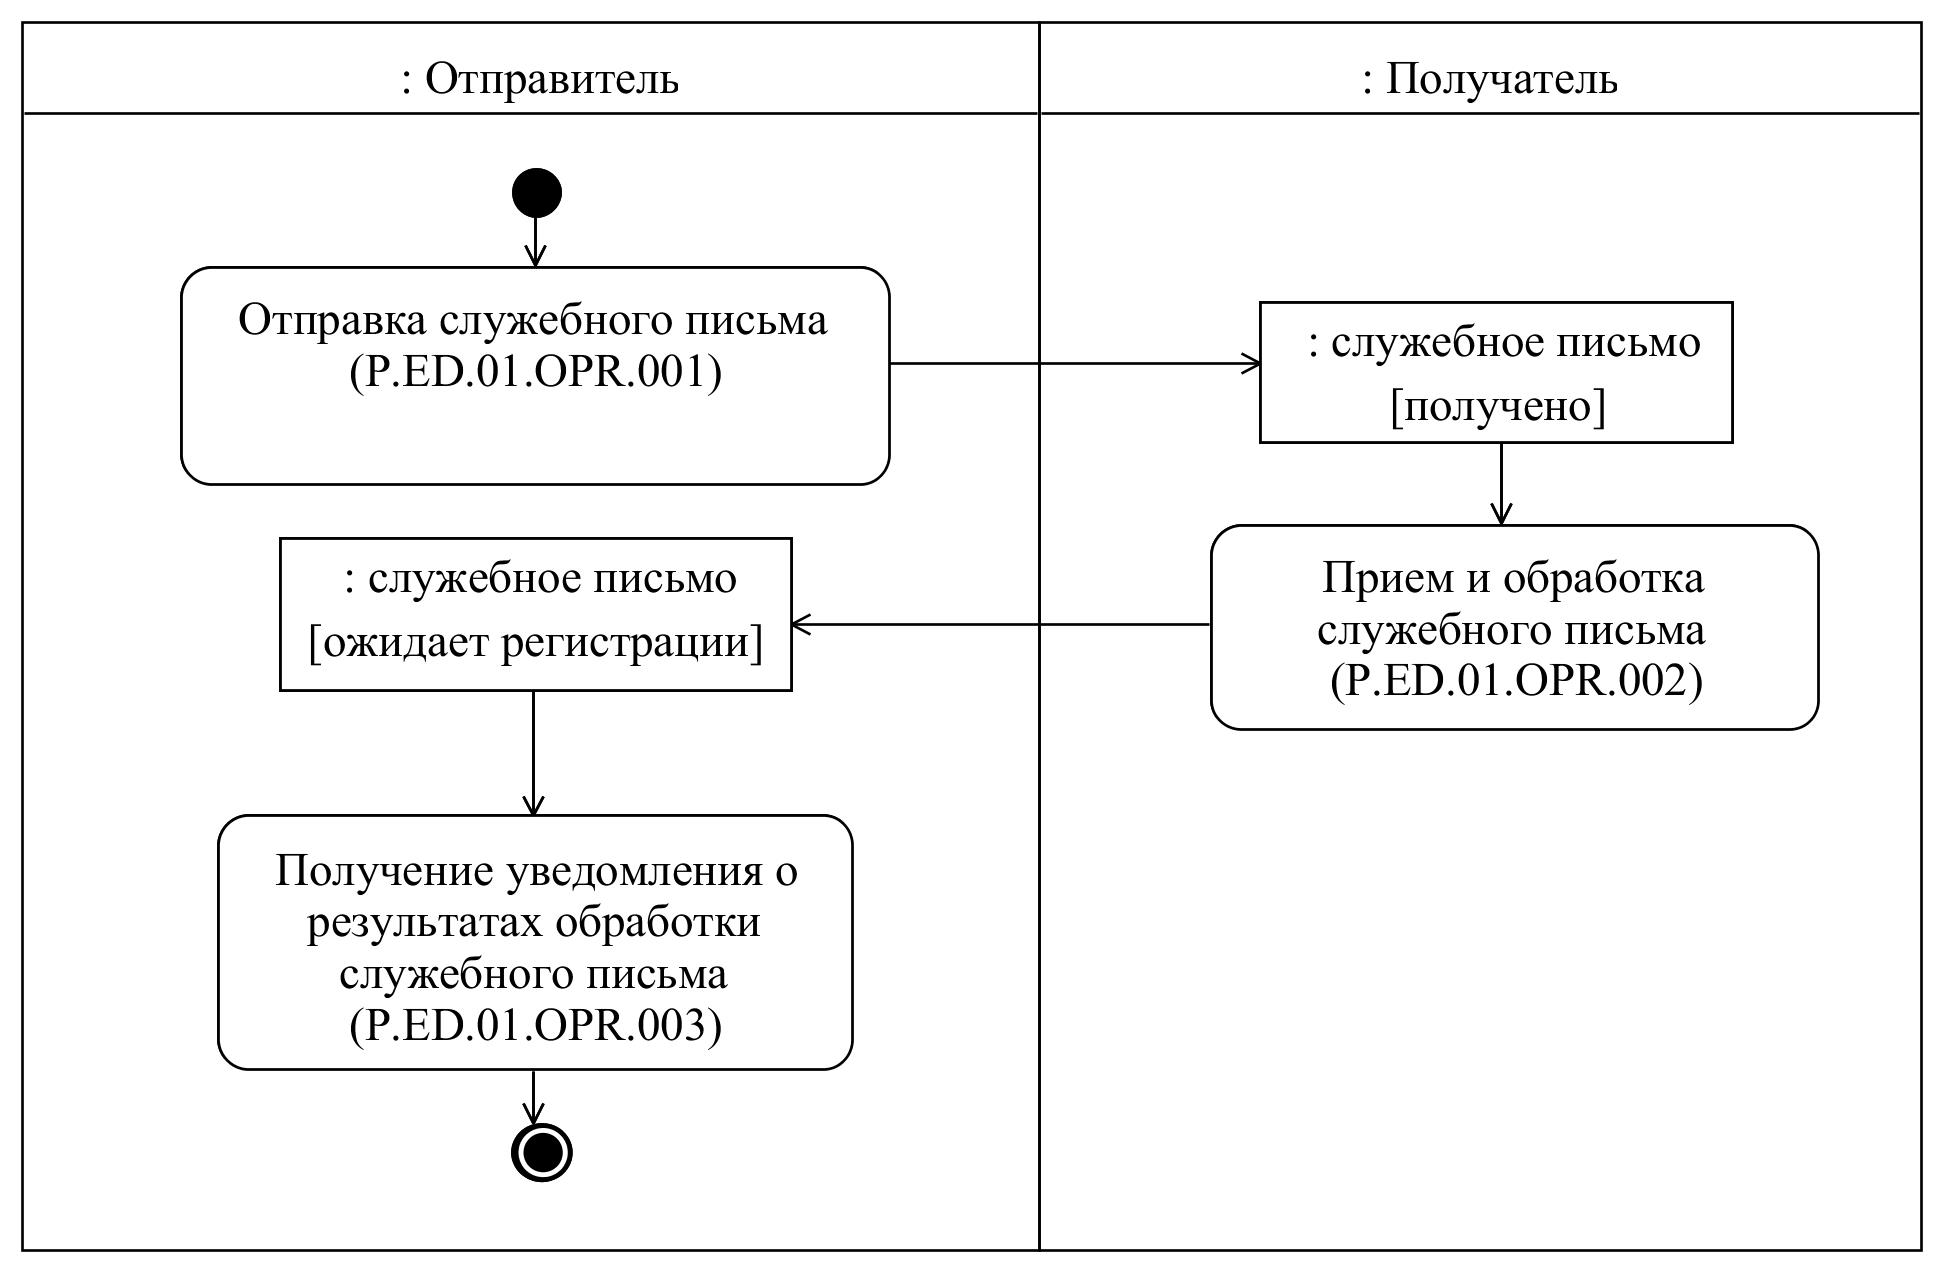 : Отправитель
: Получатель
Отправка служебного письма
(P.ED.01.OPR.001)
: служебное письмо
[получено]
Прием и обработка
служебного письма
(P.ED.01.OPR.002)
: служебное письмо
[ожидает регистрации]
Получение уведомления о
результатах обработки
служебного письма
(P.ED.01.OPR.003)